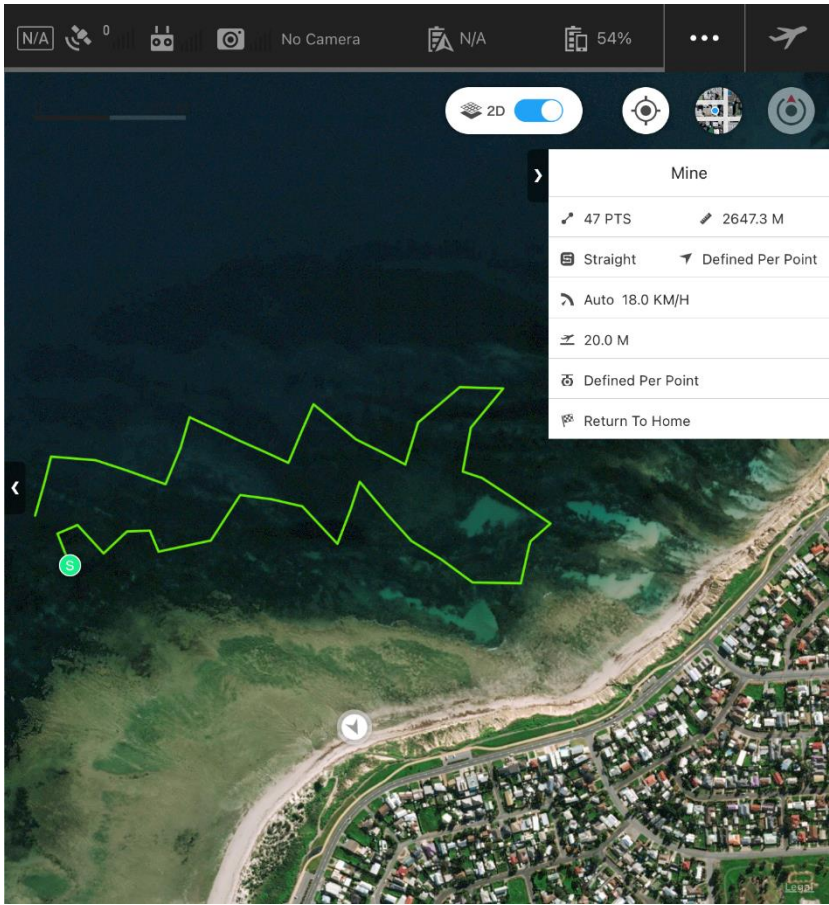 N/A 0 No Camera N/A 54%
2D
Mine
47 PTS 2647.3 M
Straight Defined Per Point
Auto 18.0 KM/H
20.0 M
Defined Per Point
Return To Home
S
Legal